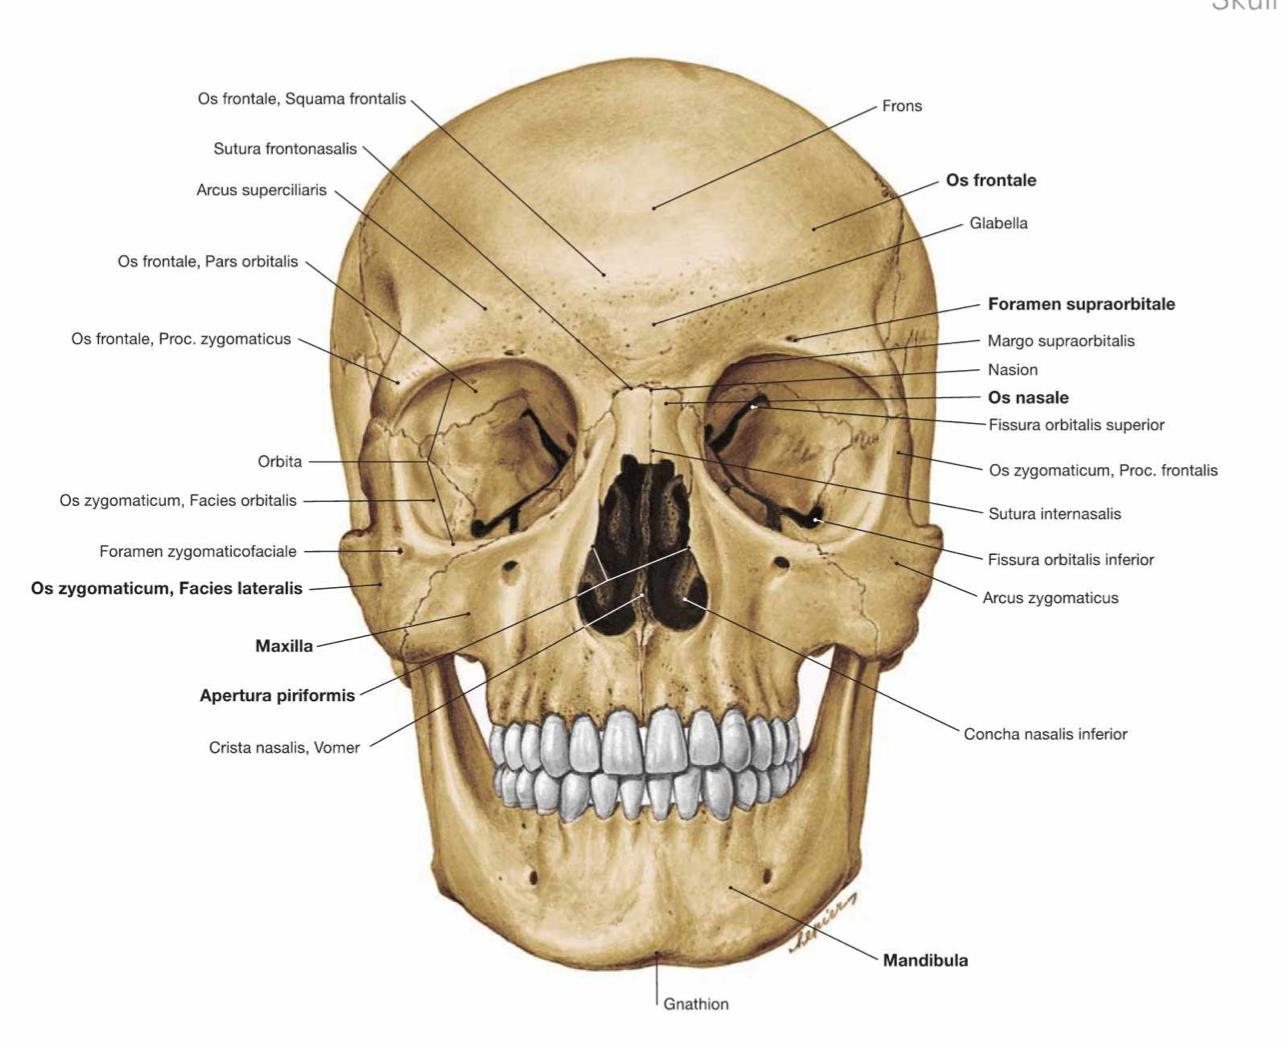 Skull
Os frontale, Squama frontalis
Sutura frontonasalis
Arcus superciliaris
Os frontale, Pars orbitalis
Os frontale, Proc. zygomaticus
Orbita
Os zygomaticum, Facies orbitalis
Foramen zygomaticofaciale
Os zygomaticum, Facies lateralis
Maxilla
Apertura piriformis
Crista nasalis, Vomer
Frons
Os frontale
Glabella
Foramen supraorbitale
Margo supraorbitalis
Nasion
Os nasale
Fissura orbitalis superior
Os zygomaticum, Proc. frontalis
Sutura internasalis
Fissura orbitalis inferior
Arcus zygomaticus
Concha nasalis inferior
Mandibula
Gnathion